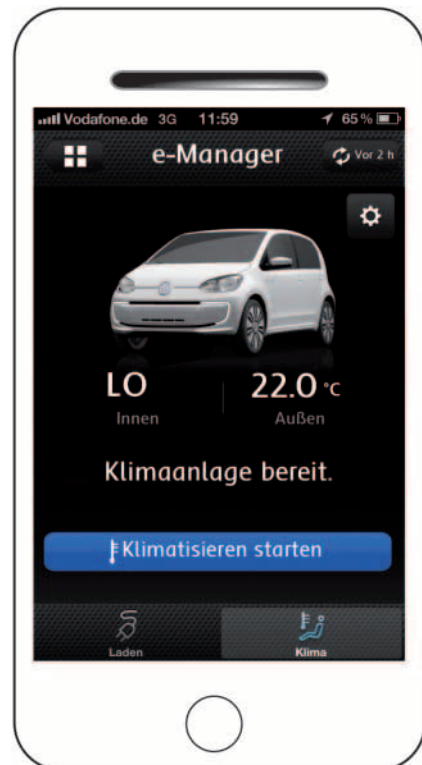 Vodafone.de 3G 11:59 65 %
e-Manager
Vor 2 h
LO 22.0 °C
Innen Außen
Klimaanlage bereit.
Klimatisieren starten
Laden Klima